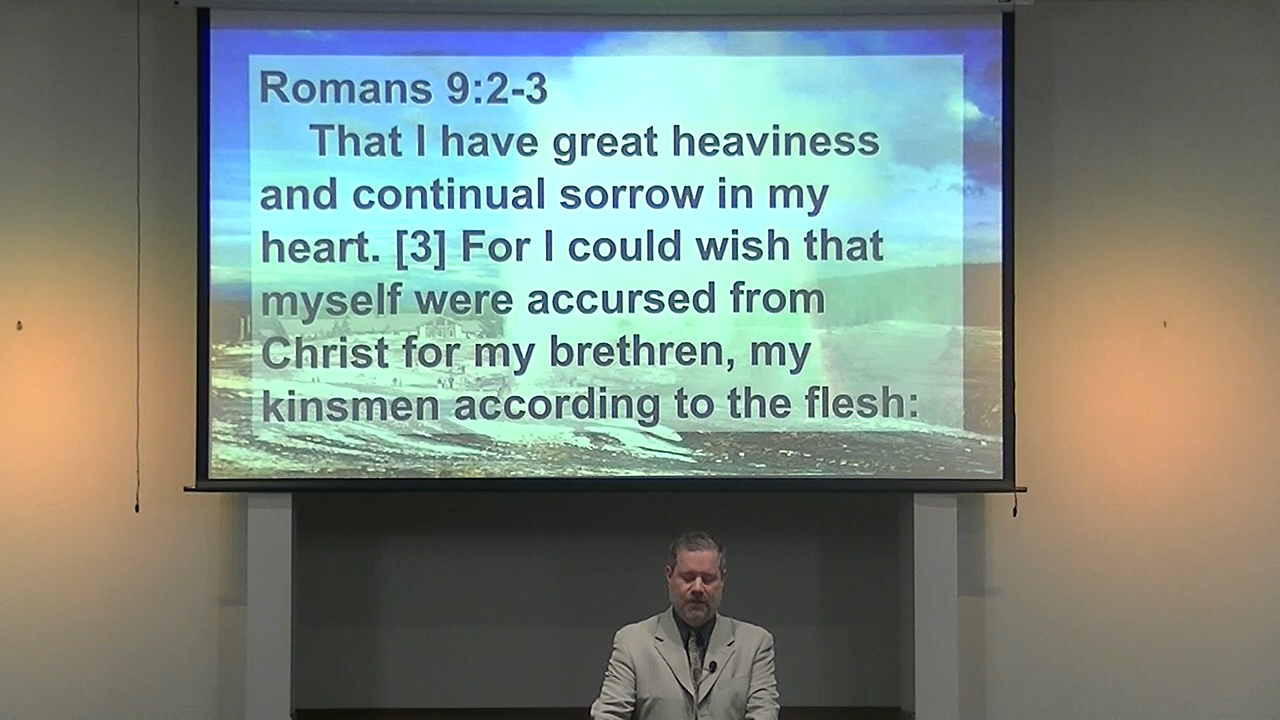 Romans 9:2-3
That I have great heaviness
and continual sorrow in my
heart. [3] For I could wish that
myself were accursed from
Christ for my brethren, my
kinsmen according to the flesh: